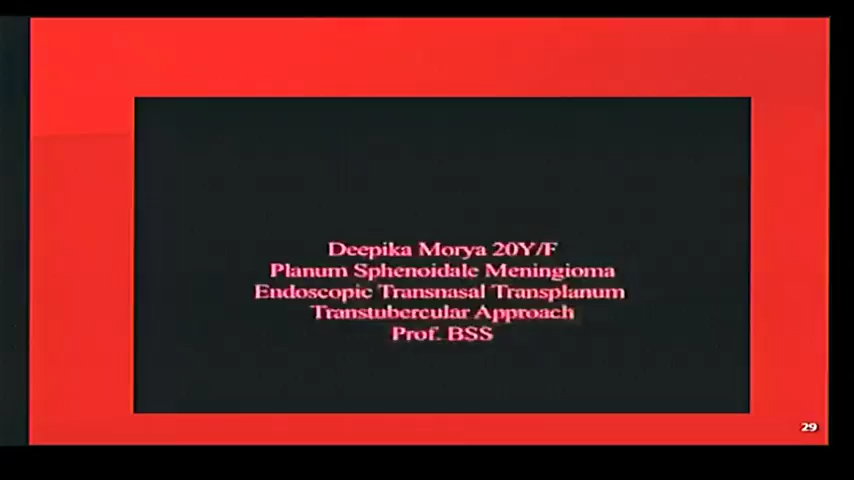 Deepika Morya 20Y/F
Planum Sphenoidale Meningioma
Endoscopic Transnasal Transplanum
Transtubercular Approach
Prof. BSS
29